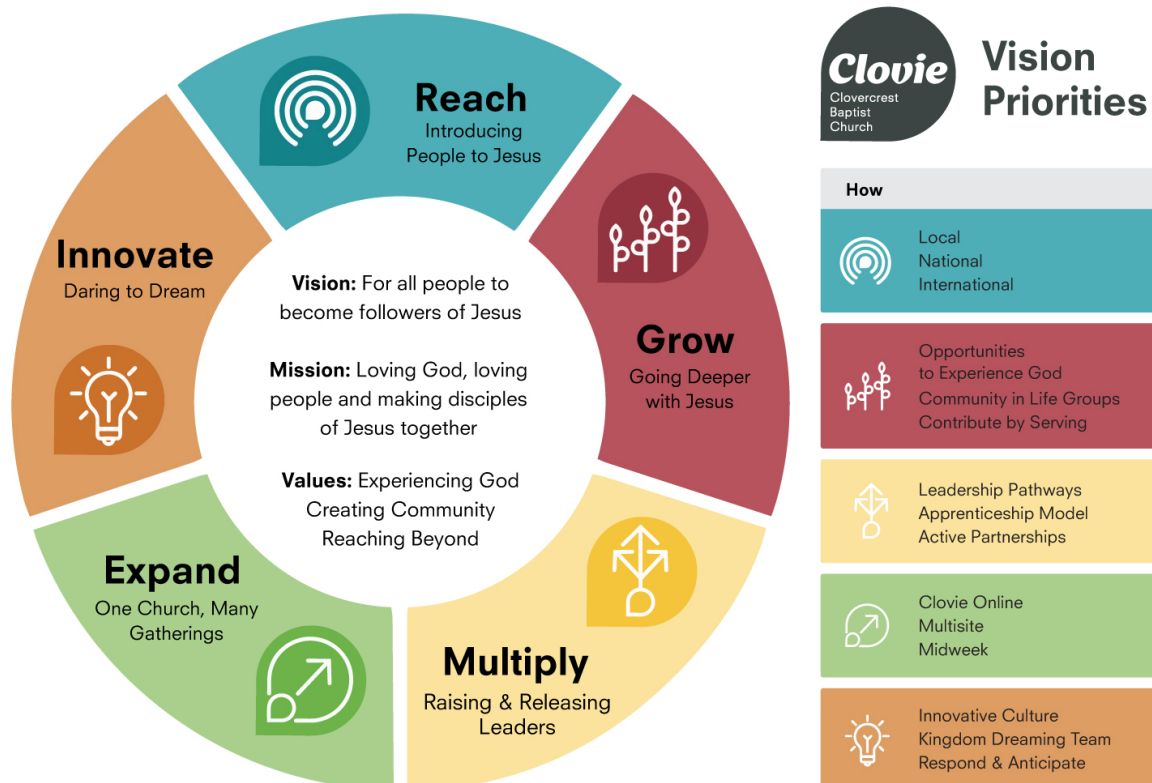 Reach
Introducing
People to Jesus
Grow
Going Deeper
with Jesus
Multiply
Raising & Releasing
Leaders
Expand
One Church, Many
Gatherings
Innovate
Daring to Dream
Vision: For all people to
become followers of Jesus
Mission: Loving God, loving
people and making disciples
of Jesus together
Values: Experiencing God
Creating Community
Reaching Beyond
Clovie
Clovercrest
Baptist
Church
Vision
Priorities
How
Local
National
International
Opportunities
to Experience God
Community in Life Groups
Contribute by Serving
Leadership Pathways
Apprenticeship Model
Active Partnerships
Clovie Online
Multisite
Midweek
Innovative Culture
Kingdom Dreaming Team
Respond & Anticipate